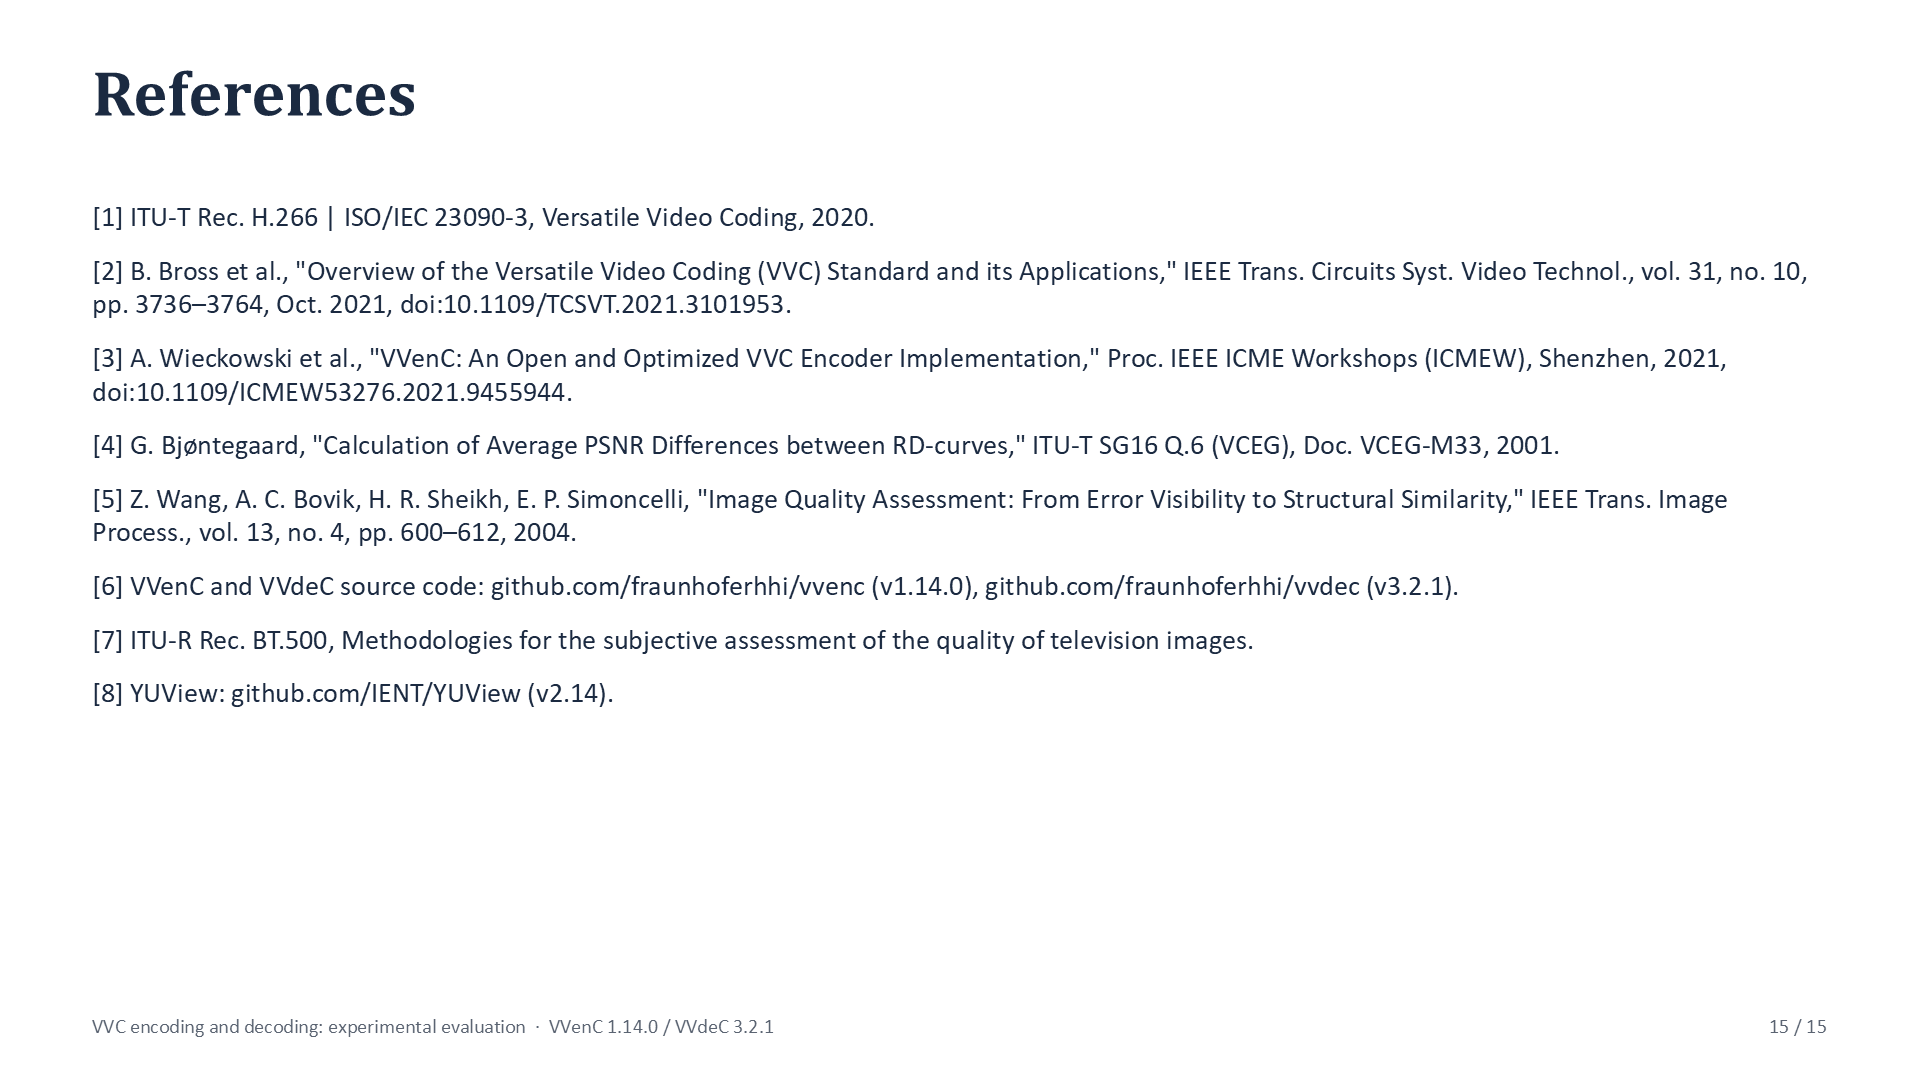 References
[1] ITU-T Rec. H.266 | ISO/IEC 23090-3, Versatile Video Coding, 2020.
[2] B. Bross et al., "Overview of the Versatile Video Coding (VVC) Standard and its Applications," IEEE Trans. Circuits Syst. Video Technol., vol. 31, no. 10,
pp. 3736–3764, Oct. 2021, doi:10.1109/TCSVT.2021.3101953.
[3] A. Wieckowski et al., "VVenC: An Open and Optimized VVC Encoder Implementation," Proc. IEEE ICME Workshops (ICMEW), Shenzhen, 2021,
doi:10.1109/ICMEW53276.2021.9455944.
[4] G. Bjøntegaard, "Calculation of Average PSNR Differences between RD-curves," ITU-T SG16 Q.6 (VCEG), Doc. VCEG-M33, 2001.
[5] Z. Wang, A. C. Bovik, H. R. Sheikh, E. P. Simoncelli, "Image Quality Assessment: From Error Visibility to Structural Similarity," IEEE Trans. Image
Process., vol. 13, no. 4, pp. 600–612, 2004.
[6] VVenC and VVdeC source code: github.com/fraunhoferhhi/vvenc (v1.14.0), github.com/fraunhoferhhi/vvdec (v3.2.1).
[7] ITU-R Rec. BT.500, Methodologies for the subjective assessment of the quality of television images.
[8] YUView: github.com/IENT/YUView (v2.14).
VVC encoding and decoding: experimental evaluation · VVenC 1.14.0 / VVdeC 3.2.1
15 / 15